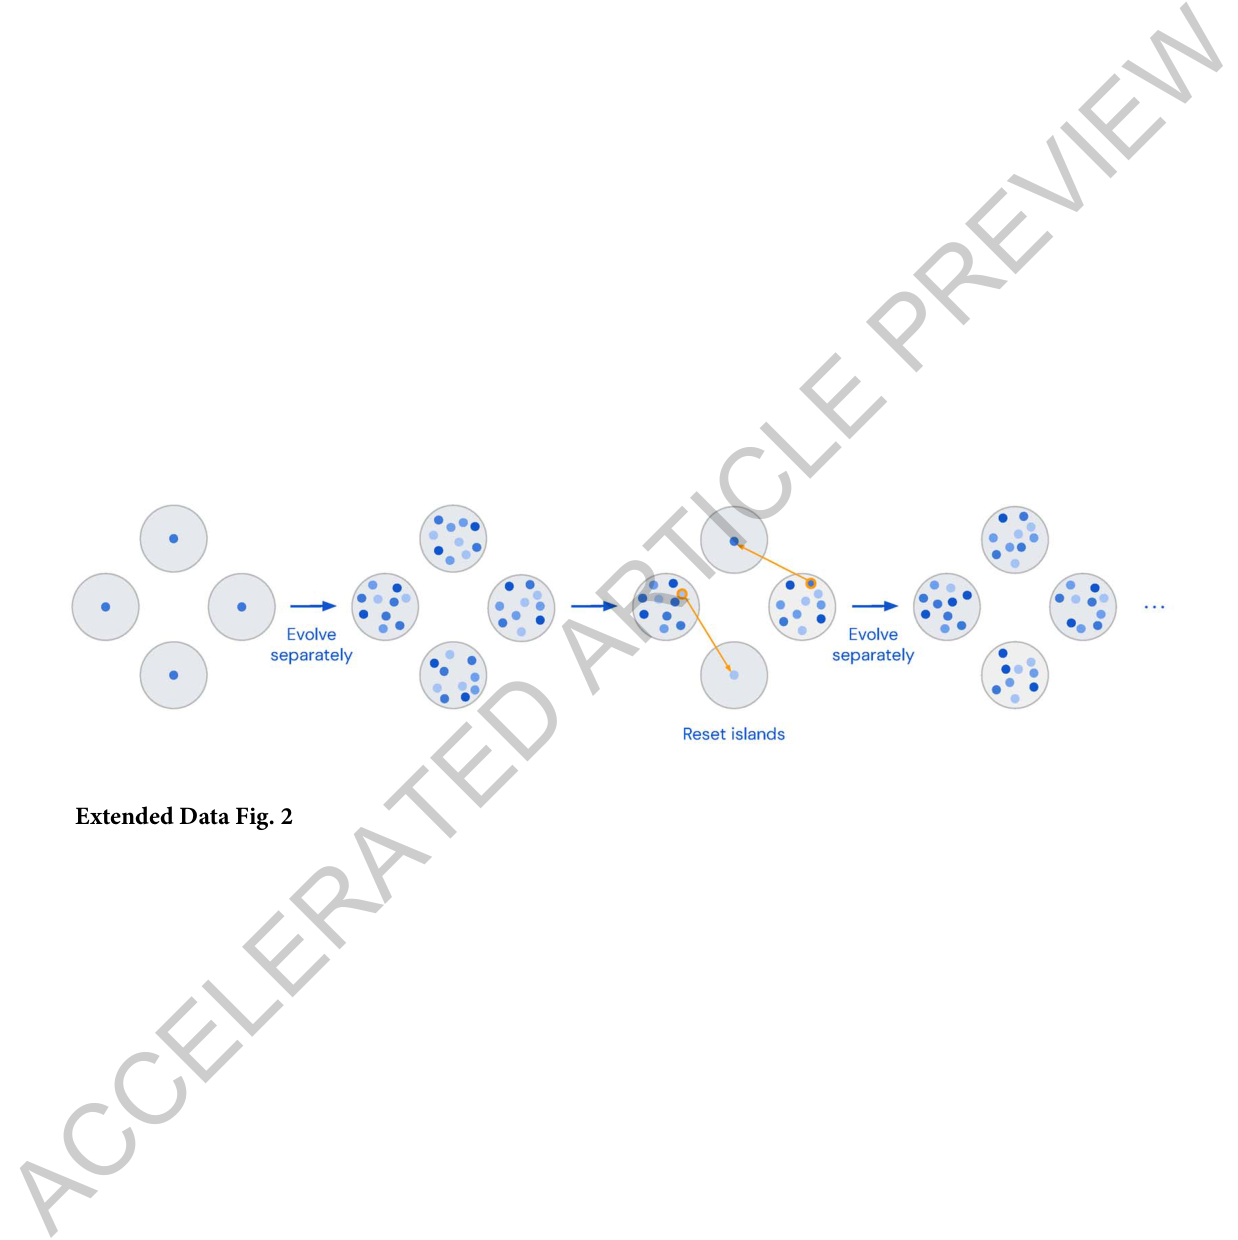 ACCELERATED ARTICLE PREVIEW
Evolve
separately
Reset islands
Evolve
separately
...
Extended Data Fig. 2